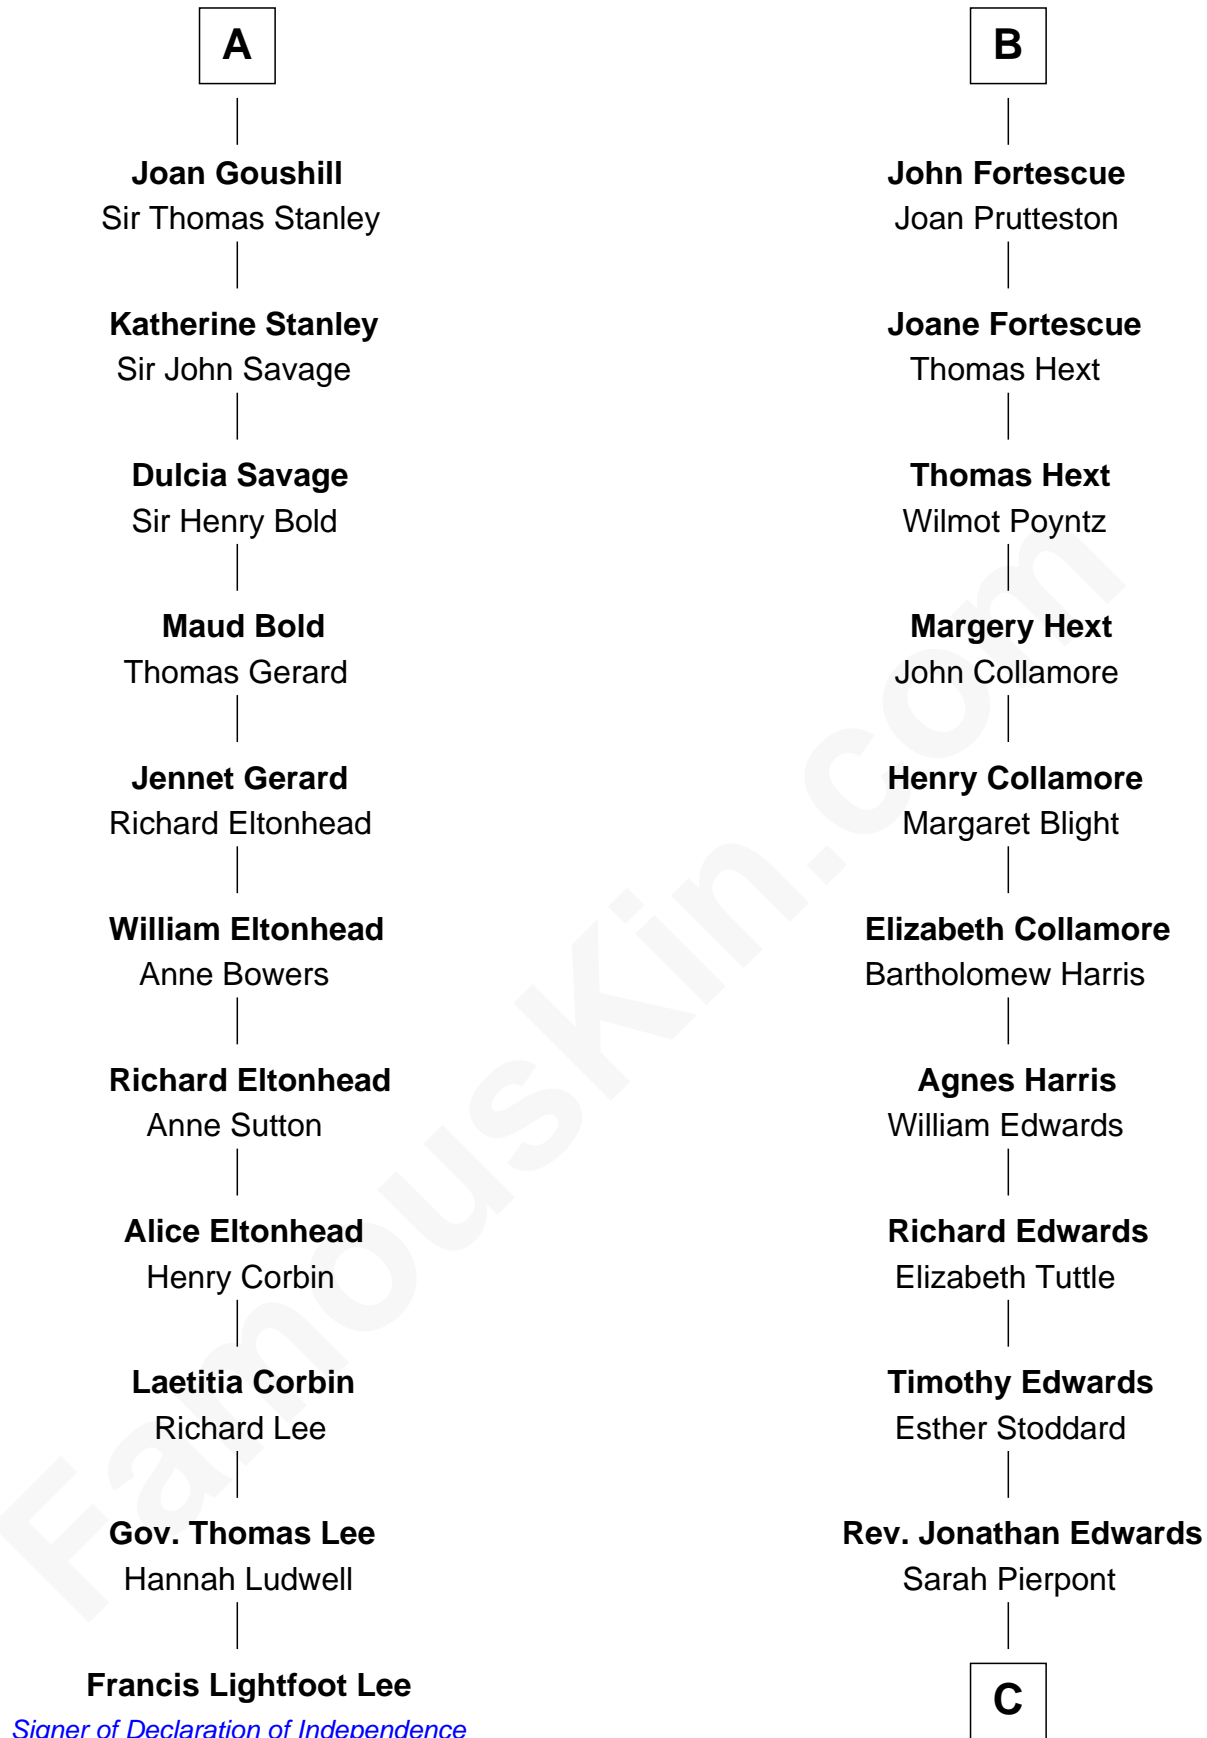 A
Joan Goushill
Sir Thomas Stanley
Katherine Stanley
Sir John Savage
Dulcia Savage
Sir Henry Bold
Maud Bold
Thomas Gerard
Jennet Gerard
Richard Eltonhead
William Eltonhead
Anne Bowers
Richard Eltonhead
Anne Sutton
Alice Eltonhead
Henry Corbin
Laetitia Corbin
Richard Lee
Gov. Thomas Lee
Hannah Ludwell
Francis Lightfoot Lee
Signer of Declaration of Independence
B
John Fortescue
Joan Prutteston
Joane Fortescue
Thomas Hext
Thomas Hext
Wilmot Poyntz
Margery Hext
John Collamore
Henry Collamore
Margaret Blight
Elizabeth Collamore
Bartholomew Harris
Agnes Harris
William Edwards
Richard Edwards
Elizabeth Tuttle
Timothy Edwards
Esther Stoddard
Rev. Jonathan Edwards
Sarah Pierpont
C
FamousKin.com